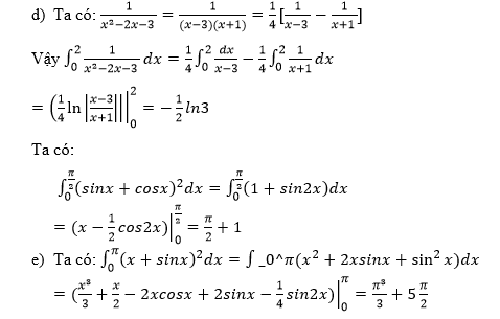 d) Ta có: 1/(x²−2x−3) = 1/((x−3)(x+1)) = 1/4 [1/(x−3) − 1/(x+1)]
Vậy ∫₀² 1/(x²−2x−3) dx = 1/4 ∫₀² dx/(x−3) − 1/4 ∫₀² 1/(x+1) dx
= (1/4 ln |(x−3)/(x+1)|||₀² = −1/2 ln3
Ta có:
∫₀^(π/2) (sinx + cosx)²dx = ∫₀^(π/2) (1 + sin2x)dx
= (x − 1/2 cos2x)|₀^(π/2) = π/2 + 1
e) Ta có: ∫₀^π (x + sinx)²dx = ∫ _0^π(x² + 2xsinx + sin² x)dx
= (x³/3 + x/2 − 2xcosx + 2sinx − 1/4 sin2x)|₀^π = π³/3 + 5 π/2